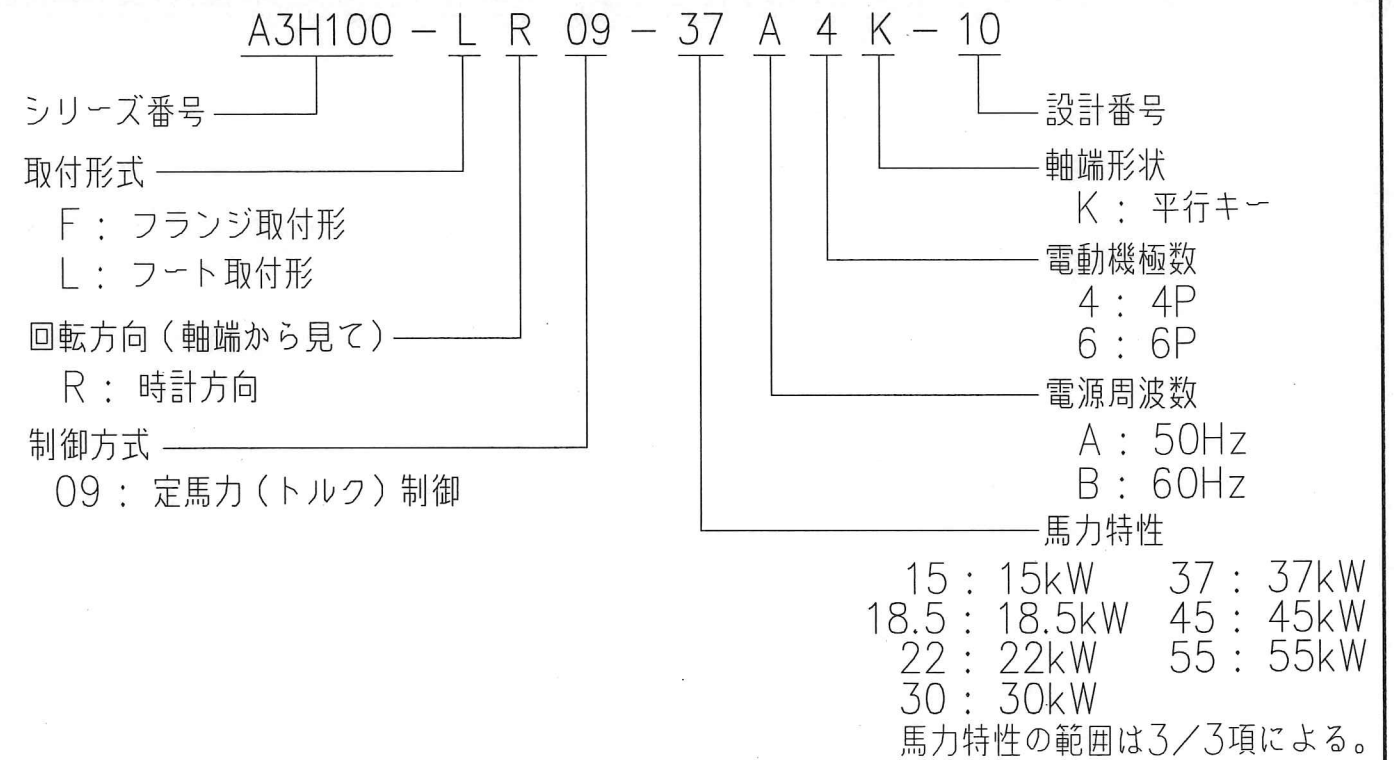 A3H100 - L R 09 - 37 A 4 K - 10
シリーズ番号
取付形式
F : フランジ取付形
L : フート取付形
回転方向(軸端から見て)
R : 時計方向
制御方式
09 : 定馬力(トルク)制御
設計番号
軸端形状
K : 平行キー
電動機極数
4 : 4P
6 : 6P
電源周波数
A : 50Hz
B : 60Hz
馬力特性
15 : 15kW 37 : 37kW
18.5 : 18.5kW 45 : 45kW
22 : 22kW 55 : 55kW
30 : 30kW
馬力特性の範囲は3/3項による。